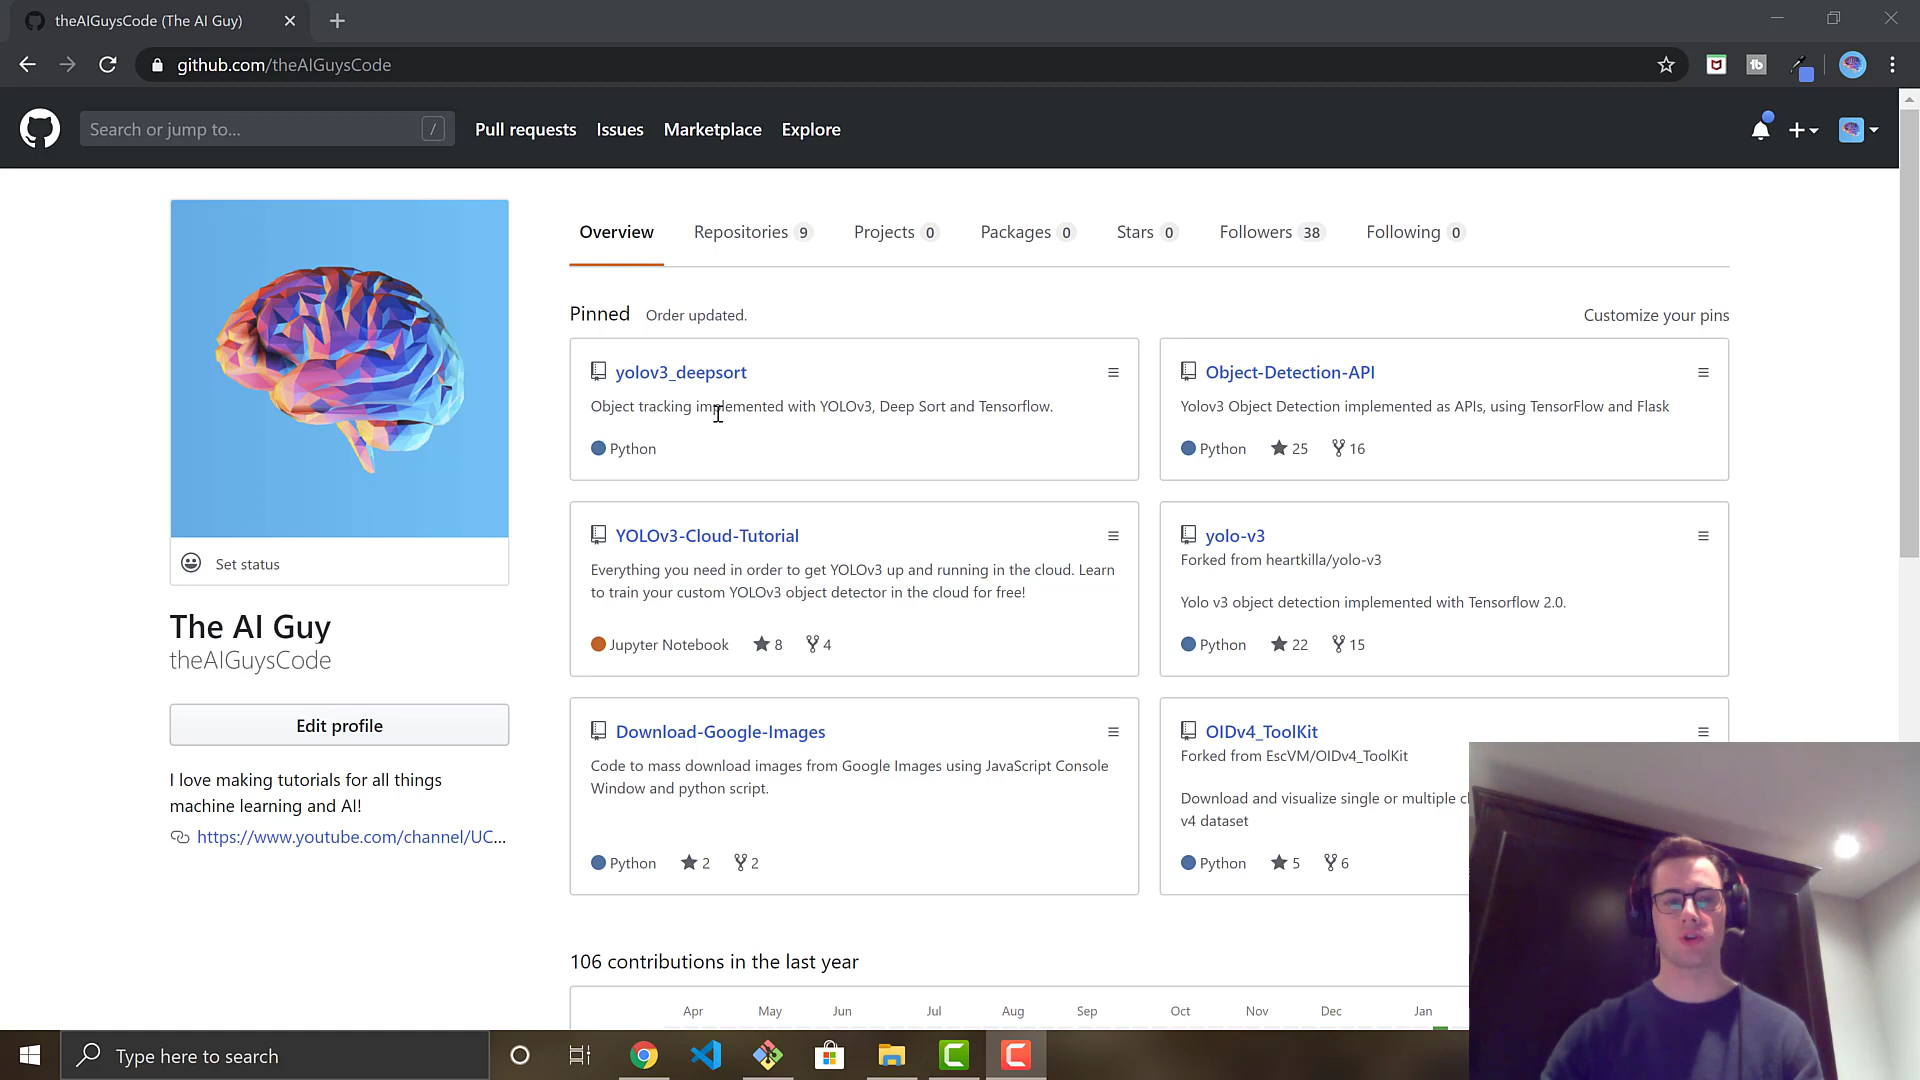 theAIGuysCode (The AI Guy)
github.com/theAIGuysCode
tb
Search or jump to...
/
Pull requests
Issues
Marketplace
Explore
Overview
Repositories 9
Projects 0
Packages 0
Stars 0
Followers 38
Following 0
Pinned
Order updated.
Customize your pins
yolov3_deepsort
Object tracking implemented with YOLOv3, Deep Sort and Tensorflow.
Python
Object-Detection-API
Yolov3 Object Detection implemented as APIs, using TensorFlow and Flask
Python 25 16
YOLOv3-Cloud-Tutorial
Everything you need in order to get YOLOv3 up and running in the cloud. Learn
to train your custom YOLOv3 object detector in the cloud for free!
Jupyter Notebook 8 4
yolo-v3
Forked from heartkilla/yolo-v3
Yolo v3 object detection implemented with Tensorflow 2.0.
Python 22 15
Download-Google-Images
Code to mass download images from Google Images using JavaScript Console
Window and python script.
Python 2 2
OIDv4_ToolKit
Forked from EscVM/OIDv4_ToolKit
Download and visualize single or multiple cl
v4 dataset
Python 5 6
Set status
The AI Guy
theAIGuysCode
Edit profile
I love making tutorials for all things
machine learning and AI!
https://www.youtube.com/channel/UC...
106 contributions in the last year
Apr May Jun Jul Aug Sep Oct Nov Dec Jan
Type here to search